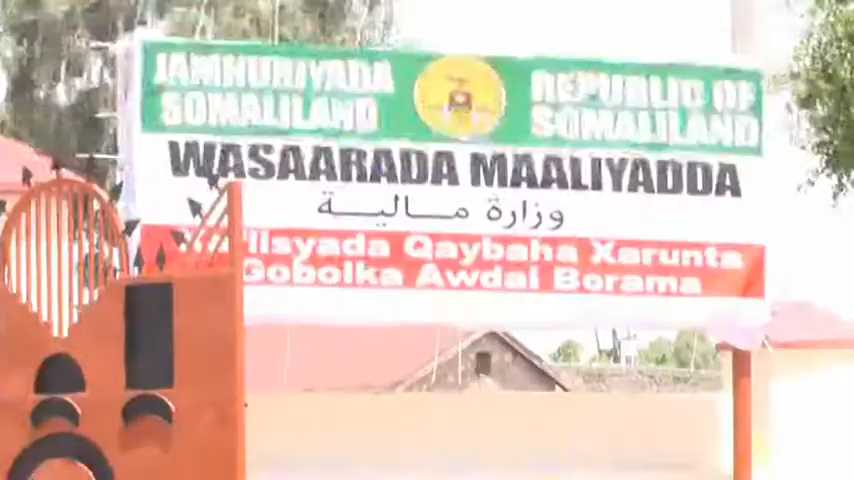 JAMHURIYADA
SOMALILAND
REPUBLIC OF
SOMALILAND
WASAARADA MAALIYADDA
وزارة مالية
Qaybaha Xarunta
Gobolka Awdal Borama